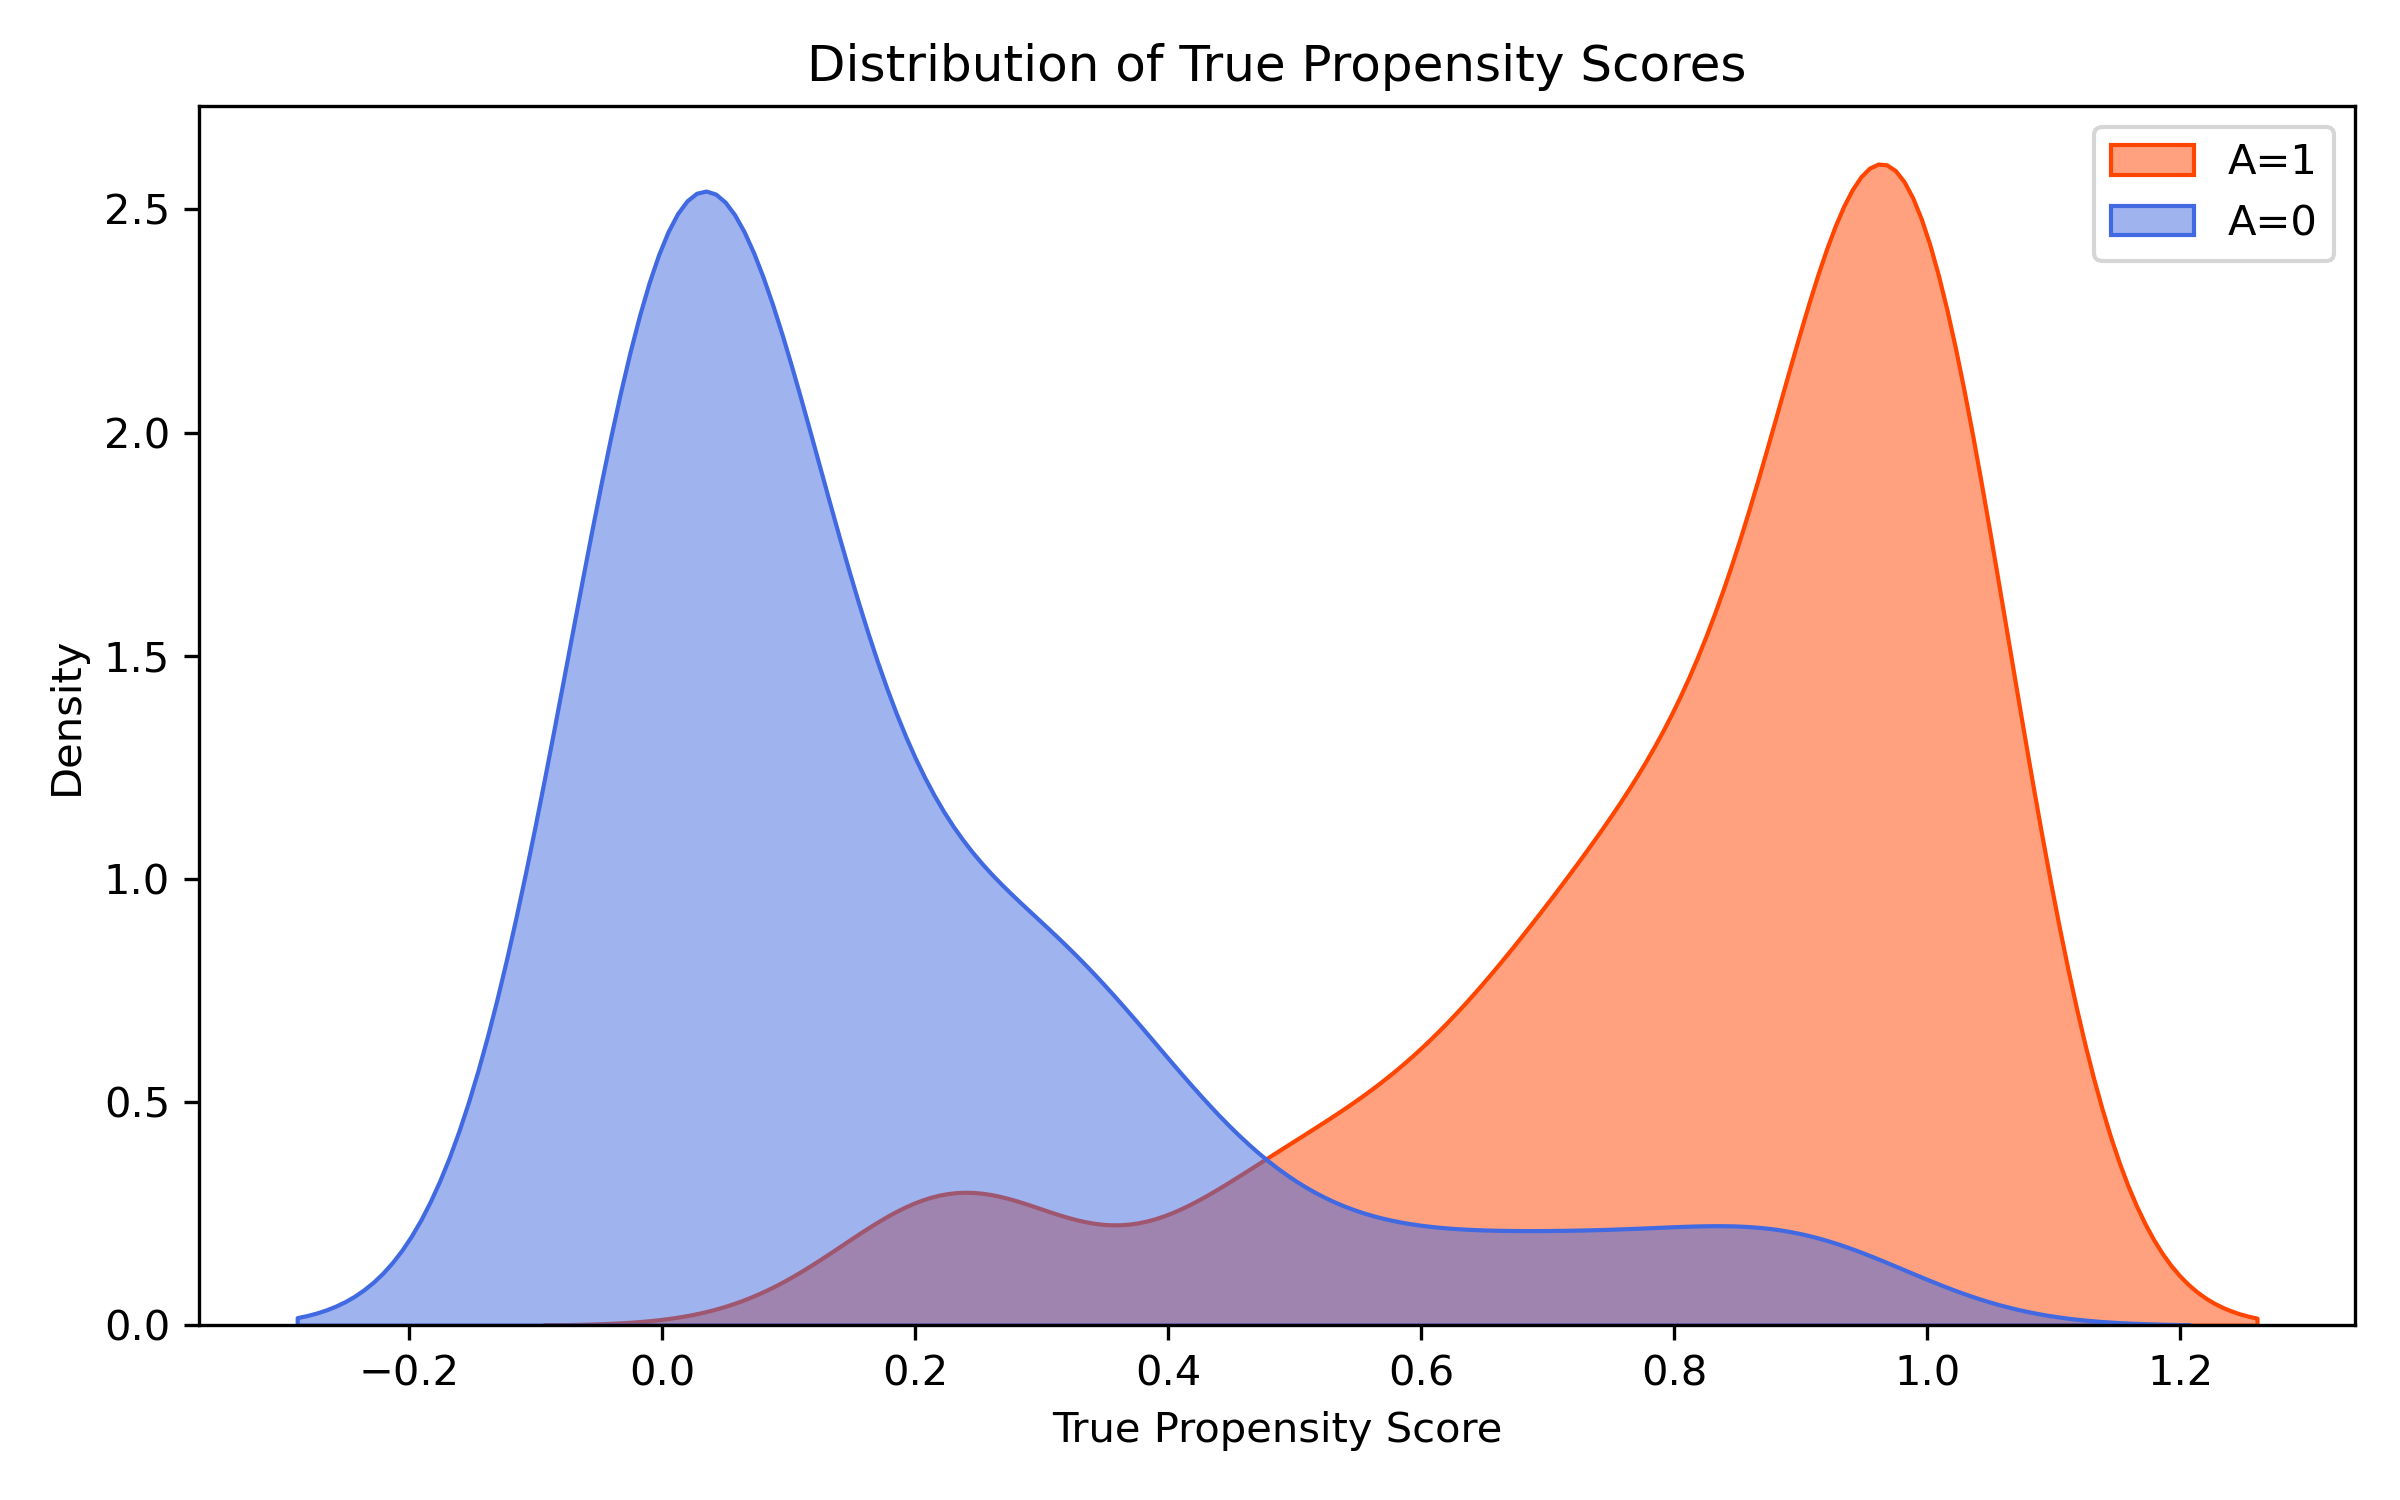 Distribution of True Propensity Scores
A=1
A=0
2.5
2.0
1.5
1.0
0.5
0.0
Density
−0.2 0.0 0.2 0.4 0.6 0.8 1.0 1.2
True Propensity Score